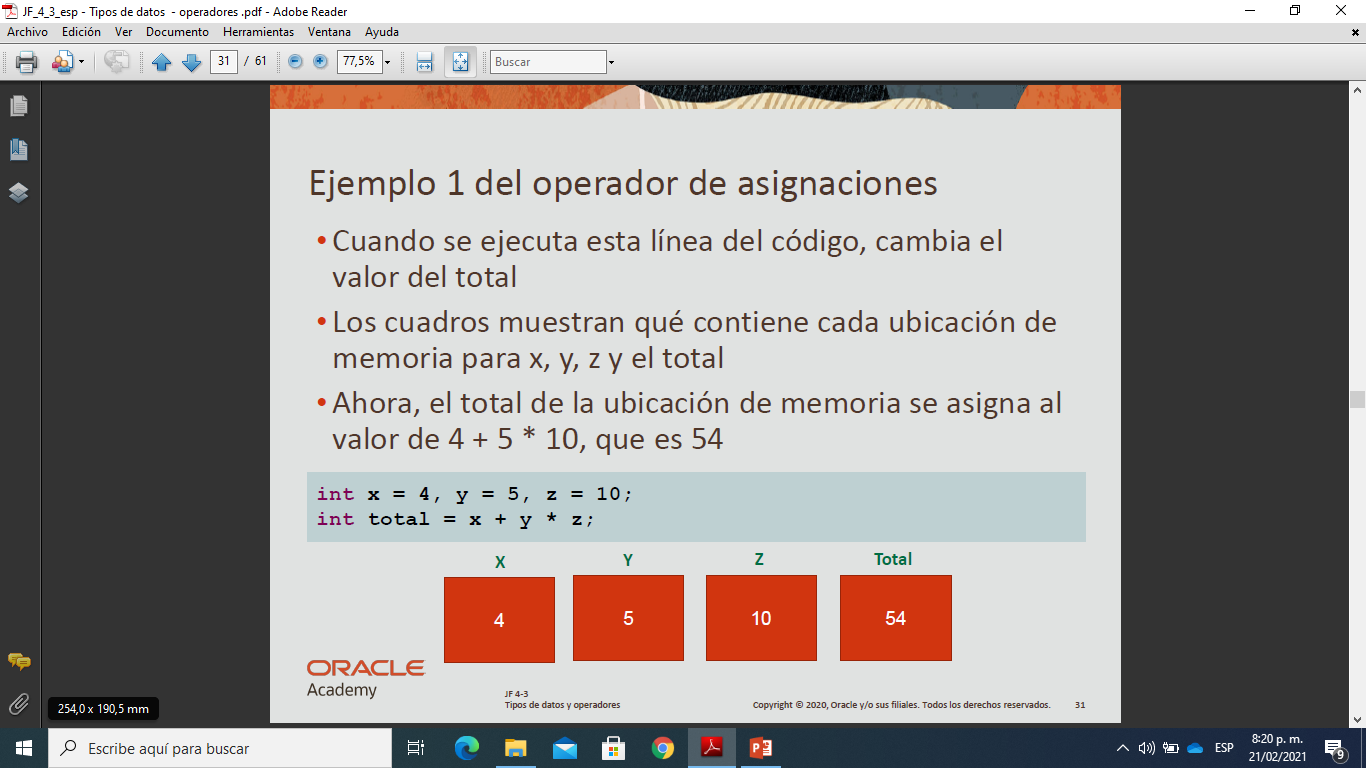 JF_4_3_esp - Tipos de datos - operadores .pdf - Adobe Reader
Archivo Edición Ver Documento Herramientas Ventana Ayuda
31 / 61 77,5% Buscar
Ejemplo 1 del operador de asignaciones
•Cuando se ejecuta esta línea del código, cambia el
valor del total
•Los cuadros muestran qué contiene cada ubicación de
memoria para x, y, z y el total
•Ahora, el total de la ubicación de memoria se asigna al
valor de 4 + 5 * 10, que es 54
int x = 4, y = 5, z = 10;
int total = x + y * z;
X Y Z Total
4 5 10 54
ORACLE
Academy
JF 4-3
Tipos de datos y operadores
Copyright © 2020, Oracle y/o sus filiales. Todos los derechos reservados. 31
254,0 x 190,5 mm
Escribe aquí para buscar
ESP
8:20 p. m.
21/02/2021
9